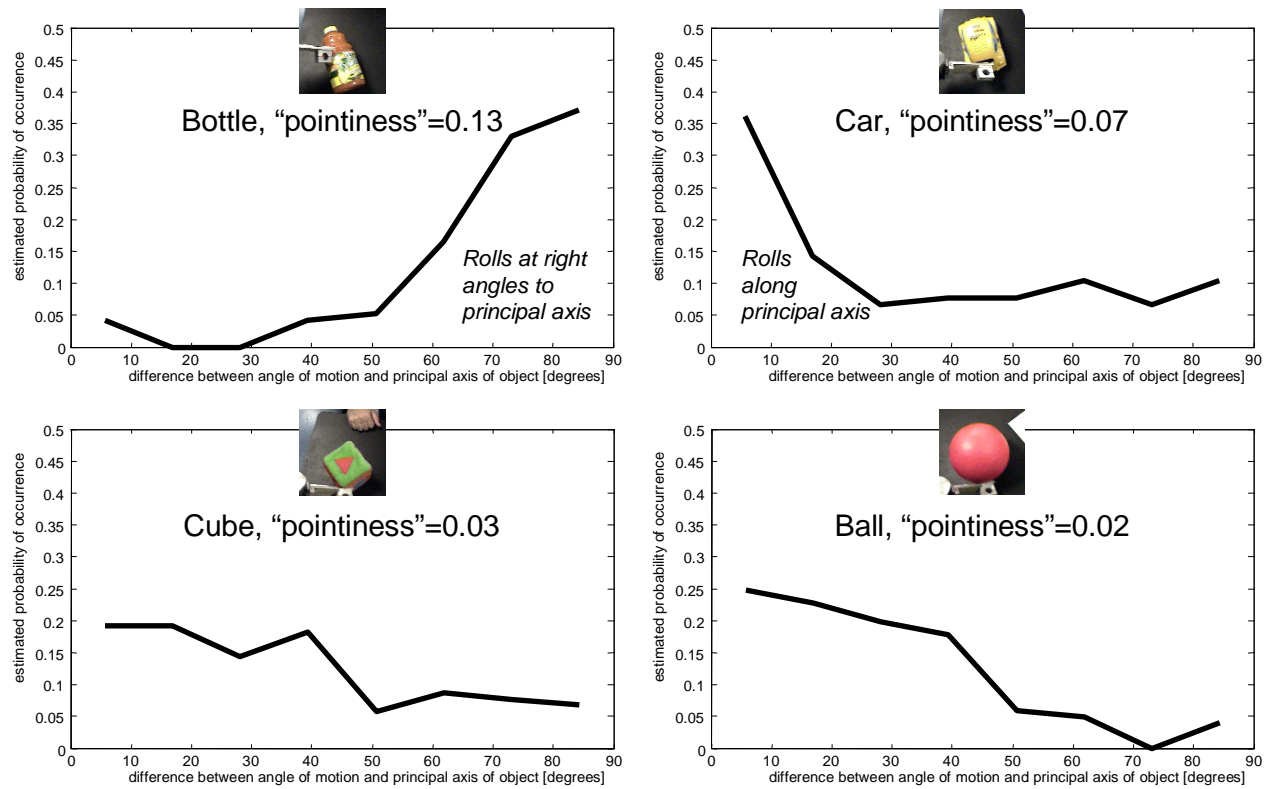 0.5
0.45
0.4
0.35
0.3
0.25
0.2
0.15
0.1
0.05
0
estimated probability of occurrence
Bottle, “pointiness”=0.13
Rolls at right
angles to
principal axis
0 10 20 30 40 50 60 70 80 90
difference between angle of motion and principal axis of object [degrees]
0.5
0.45
0.4
0.35
0.3
0.25
0.2
0.15
0.1
0.05
0
estimated probability of occurrence
Car, “pointiness”=0.07
Rolls
along
principal axis
0 10 20 30 40 50 60 70 80 90
difference between angle of motion and principal axis of object [degrees]
0.5
0.45
0.4
0.35
0.3
0.25
0.2
0.15
0.1
0.05
0
estimated probability of occurrence
Cube, “pointiness”=0.03
0 10 20 30 40 50 60 70 80 90
difference between angle of motion and principal axis of object [degrees]
0.5
0.45
0.4
0.35
0.3
0.25
0.2
0.15
0.1
0.05
0
estimated probability of occurrence
Ball, “pointiness”=0.02
0 10 20 30 40 50 60 70 80 90
difference between angle of motion and principal axis of object [degrees]